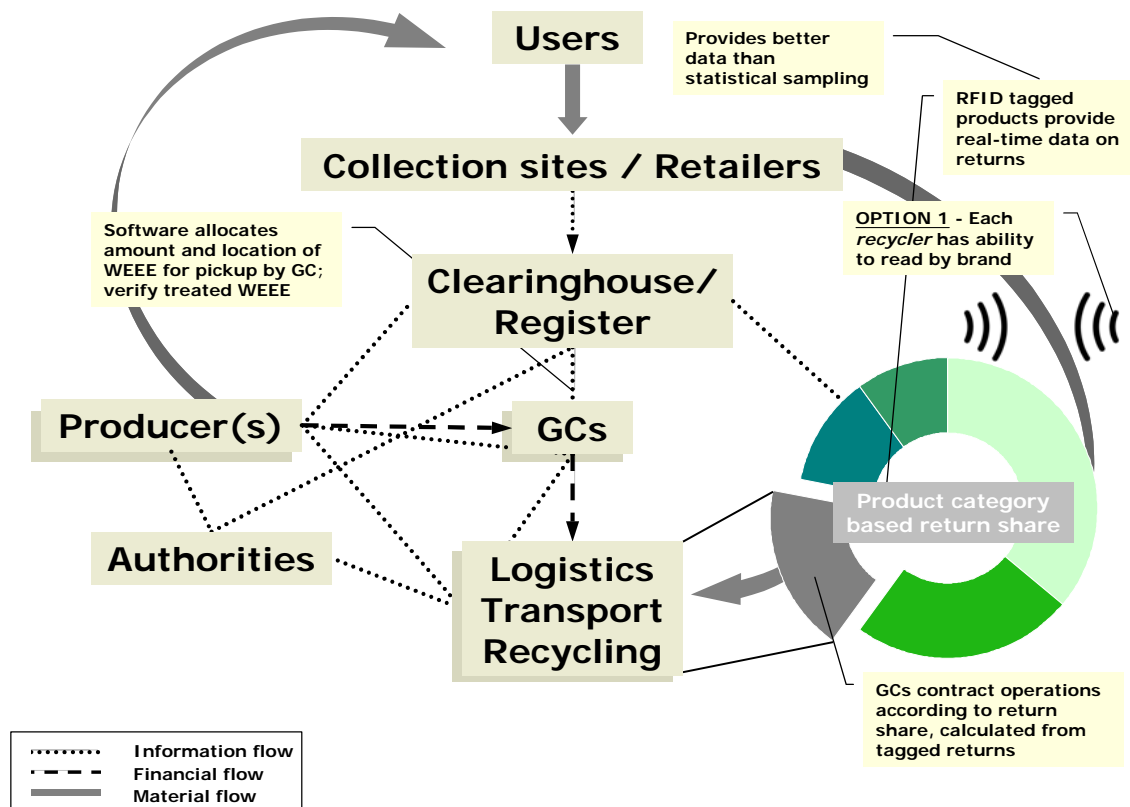 Users
Provides better
data than
statistical sampling
RFID tagged
products provide
real-time data on
returns
Collection sites / Retailers
Software allocates
amount and location of
WEEE for pickup by GC;
verify treated WEEE
OPTION 1 - Each
recycler has ability
to read by brand
Clearinghouse/
Register
Producer(s)
GCs
Product category
based return share
Authorities
Logistics
Transport
Recycling
GCs contract operations
according to return
share, calculated from
tagged returns
Information flow
Financial flow
Material flow